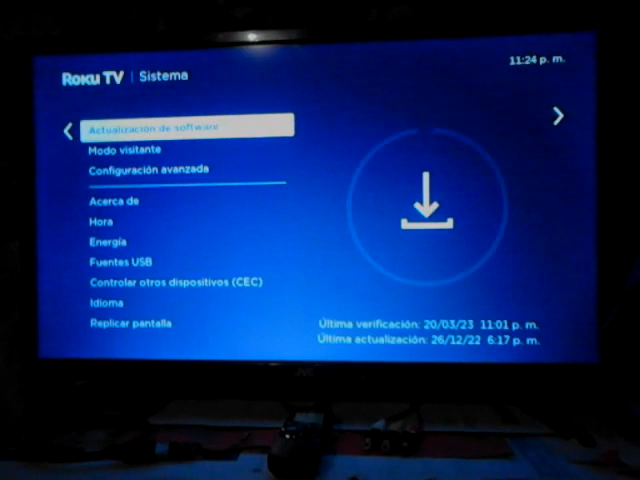 Roku TV | Sistema
11:24 p. m.
Actualización de software
Modo visitante
Configuración avanzada
Acerca de
Hora
Energía
Fuentes USB
Controlar otros dispositivos (CEC)
Idioma
Replicar pantalla
Última verificación: 20/03/23 11:01 p. m.
Última actualización: 26/12/22 6:17 p. m.
JVC